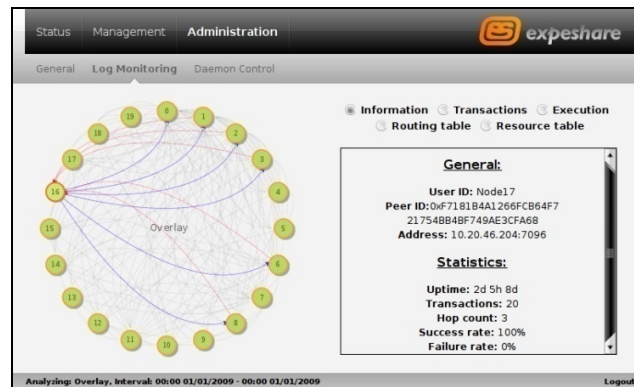 Status Management Administration
expeshare
General Log Monitoring Daemon Control
0
1
2
3
4
5
6
7
8
9
10
11
12
13
14
15
16
17
18
19
Overlay
Information Transactions Execution
Routing table Resource table
General:
User ID: Node17
Peer ID:0xF7181B4A1266FCB64F7
21754BB4BF749AE3CFA68
Address: 10.20.46.204:7096
Statistics:
Uptime: 2d 5h 8d
Transactions: 20
Hop count: 3
Success rate: 100%
Failure rate: 0%
Analyzing: Overlay, Interval: 00:00 01/01/2009 - 00:00 01/01/2009
Logout